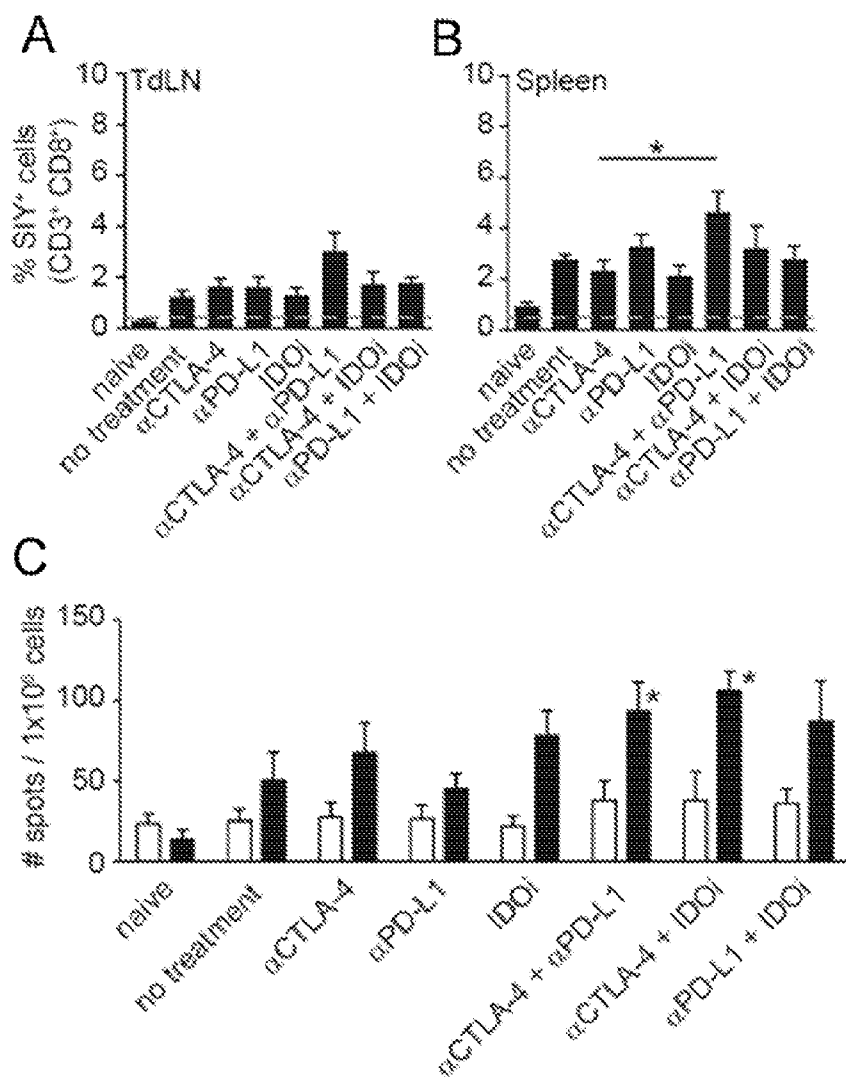 A
TdLN
% SIY⁺ cells
(CD3⁺ CD8⁺)
10
8
6
4
2
0
naive
no treatment
αCTLA-4
αPD-L1
IDOi
αCTLA-4 + αPD-L1
αCTLA-4 + IDOi
αPD-L1 + IDOi
B
Spleen
10
8
6
4
2
0
*
naive
no treatment
αCTLA-4
αPD-L1
IDOi
αCTLA-4 + αPD-L1
αCTLA-4 + IDOi
αPD-L1 + IDOi
C
# spots / 1x10⁶ cells
150
100
50
0
*
*
naive
no treatment
αCTLA-4
αPD-L1
IDOi
αCTLA-4 + αPD-L1
αCTLA-4 + IDOi
αPD-L1 + IDOi